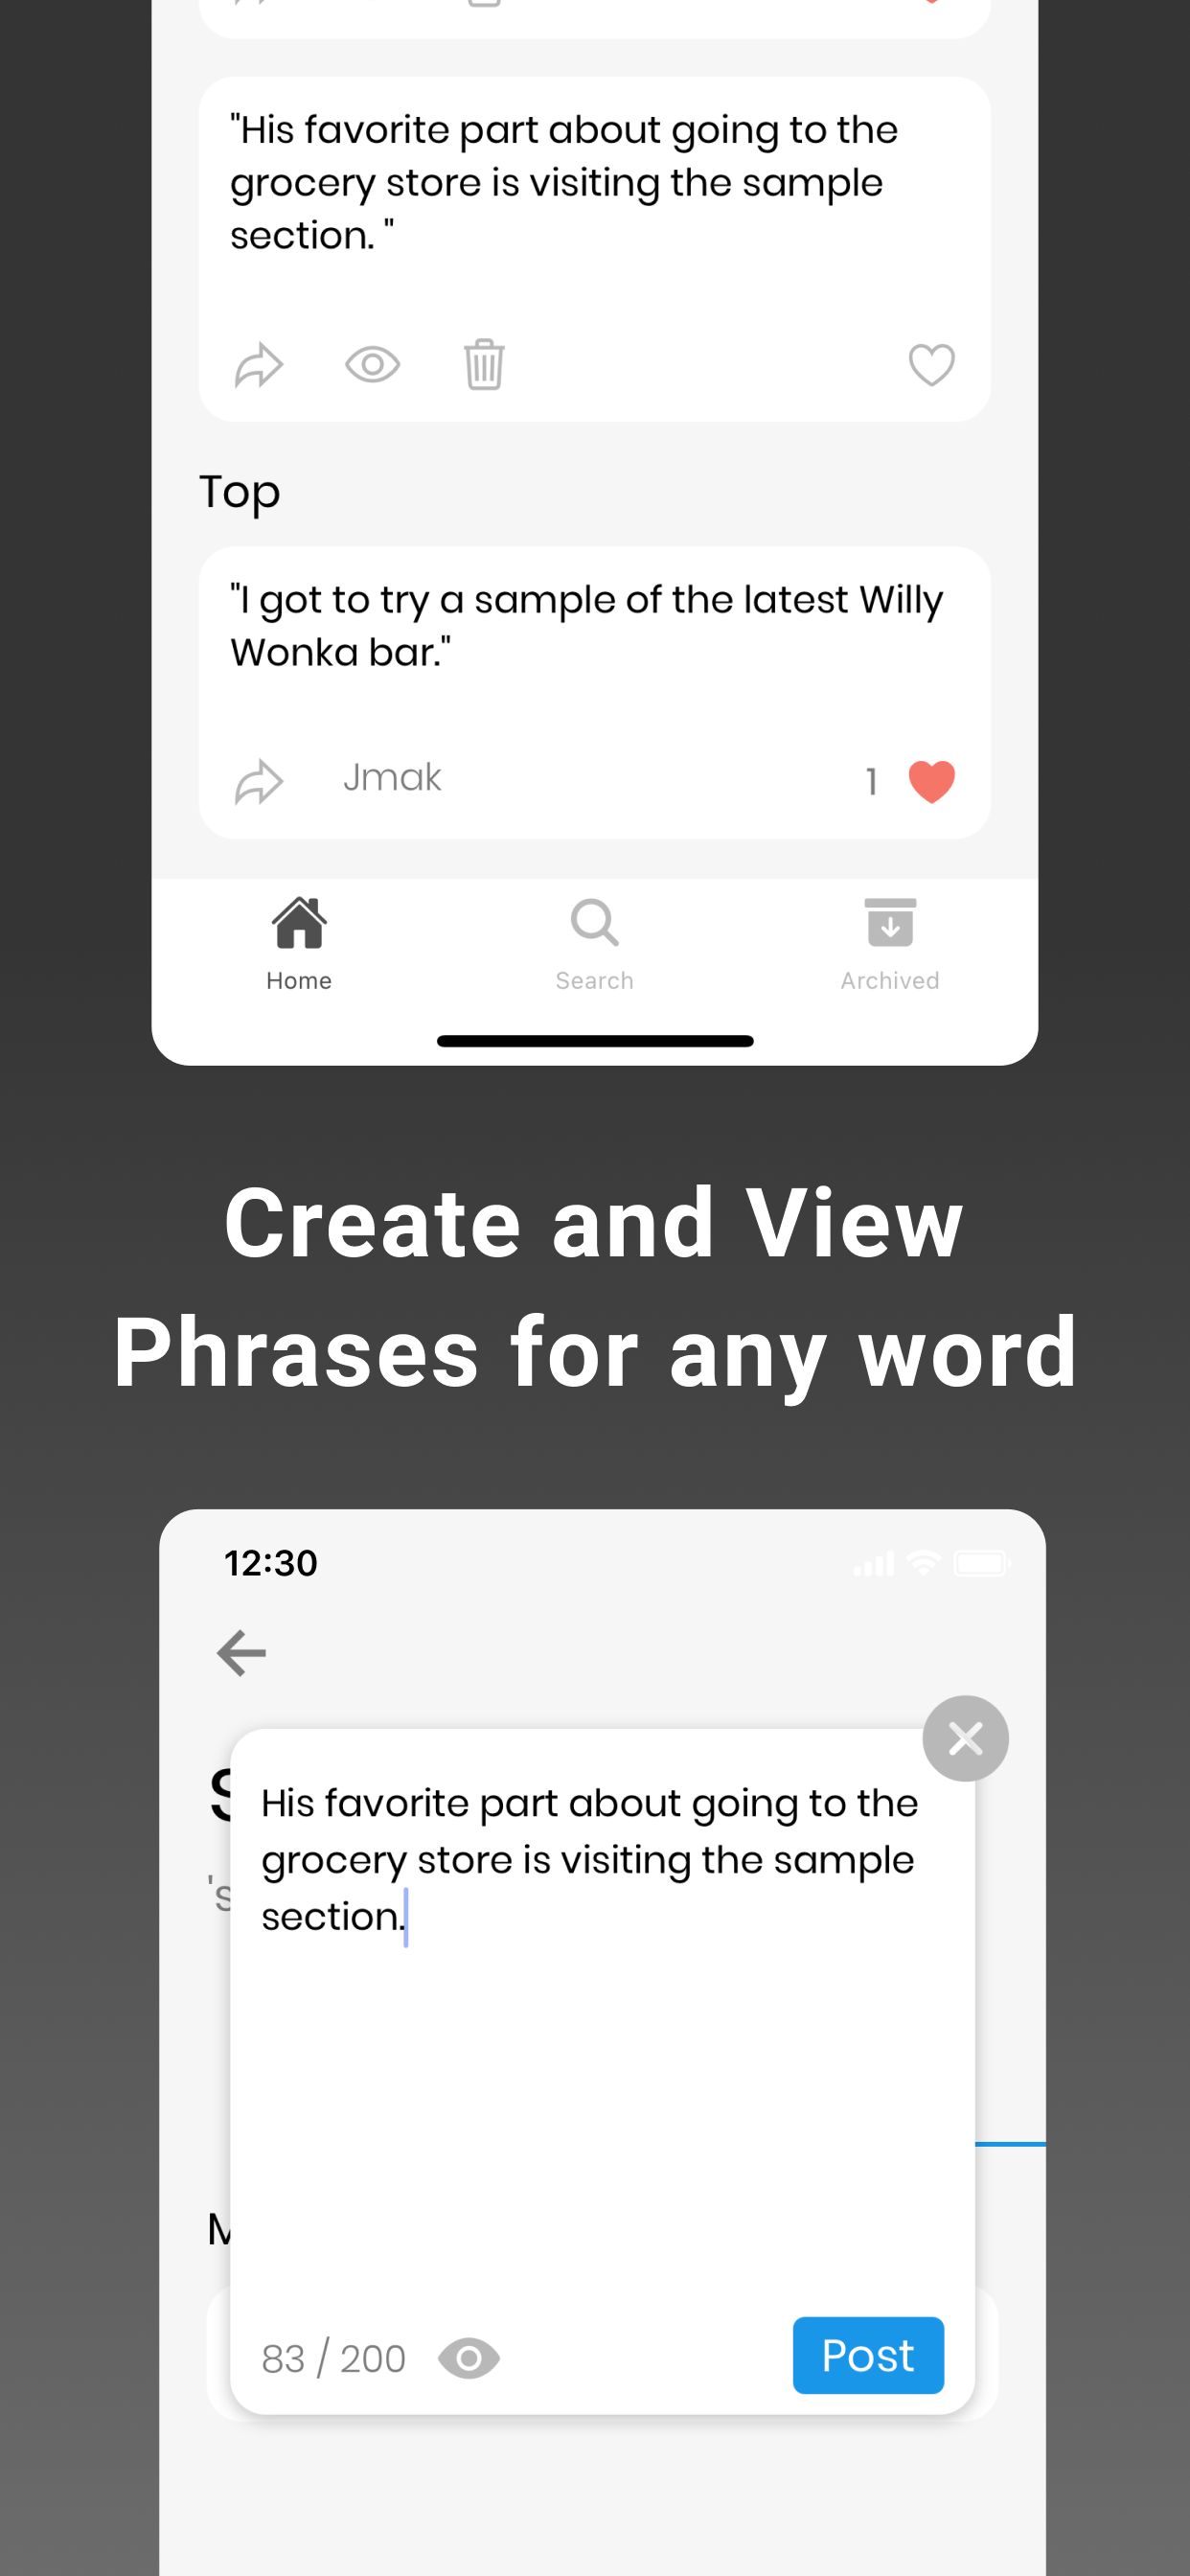 "His favorite part about going to the
grocery store is visiting the sample
section. "
Top
"I got to try a sample of the latest Willy
Wonka bar."
Jmak 1
Home Search Archived
Create and View
Phrases for any word
12:30
His favorite part about going to the
grocery store is visiting the sample
section.
83 / 200 Post